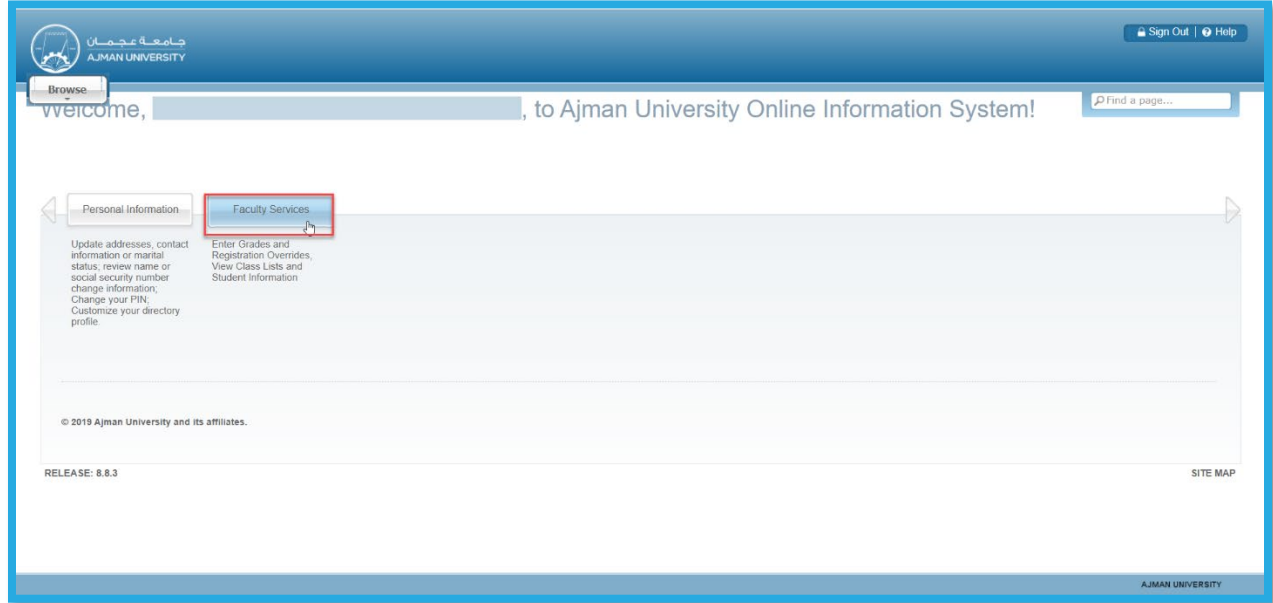 جامعة عجمان
AJMAN UNIVERSITY
Sign Out | Help
Browse
Welcome, , to Ajman University Online Information System!
Find a page...
Personal Information
Faculty Services
Update addresses, contact
information or marital
status; review name or
social security number
change information;
Change your PIN;
Customize your directory
profile.
Enter Grades and
Registration Overrides,
View Class Lists and
Student Information
© 2019 Ajman University and its affiliates.
RELEASE: 8.8.3
SITE MAP
AJMAN UNIVERSITY